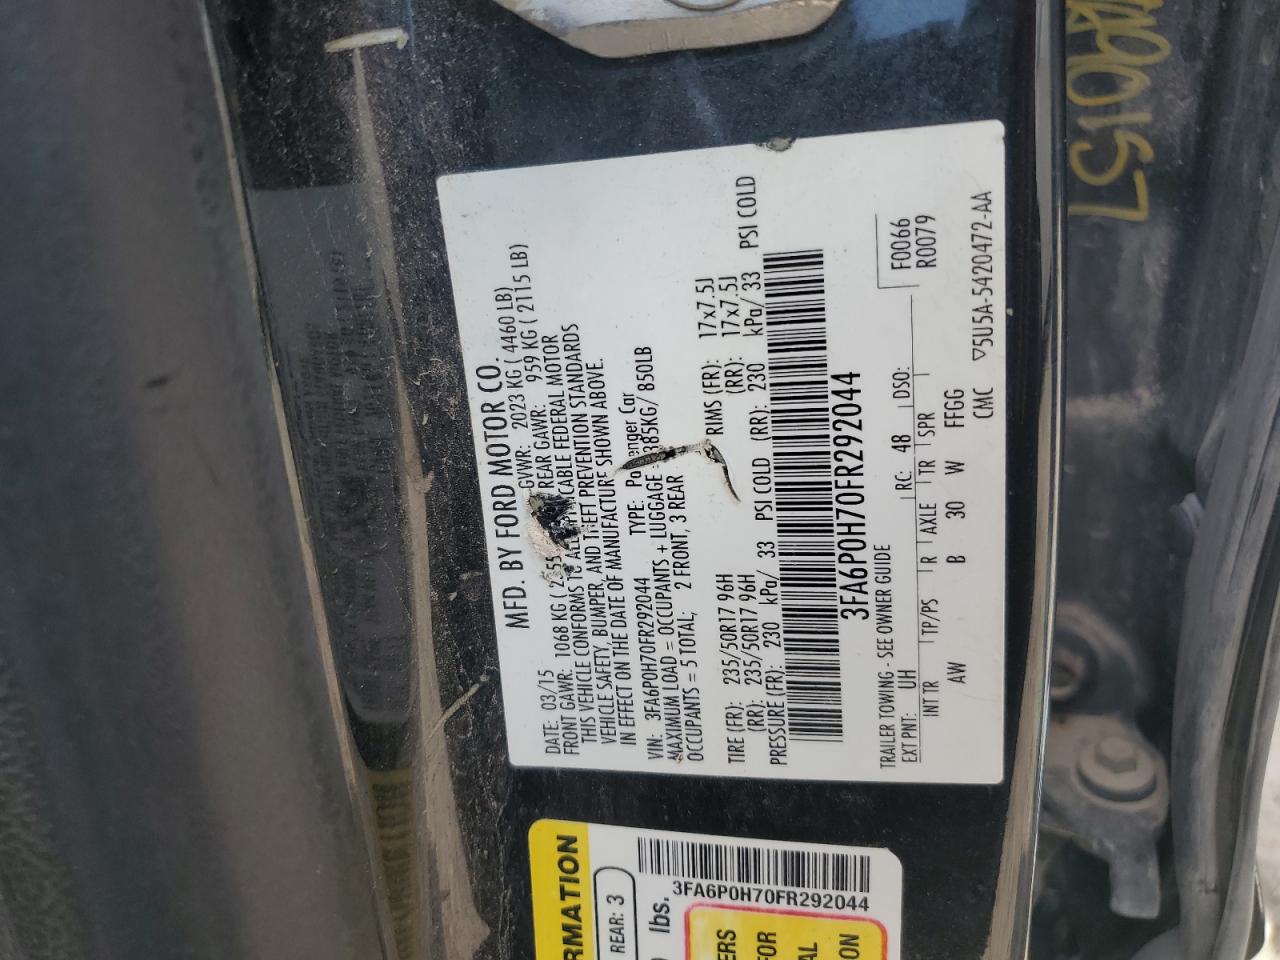 MFD. BY FORD MOTOR CO.
DATE: 03/15 GVWR: 2023 KG ( 4460 LB)
FRONT GAWR: 1068 KG ( REAR GAWR: 959 KG ( 2115 LB)
THIS VEHICLE CONFORMS TO CABLE FEDERAL MOTOR
VEHICLE SAFETY, BUMPER, AND THEFT PREVENTION STANDARDS
IN EFFECT ON THE DATE OF MANUFACTURE SHOWN ABOVE.
VIN: 3FA6P0H70FR292044 TYPE: Car
MAXIMUM LOAD = OCCUPANTS + LUGGAGE 385KG/ 850LB
OCCUPANTS = 5 TOTAL; 2 FRONT, 3 REAR
TIRE (FR): 235/50R17 96H RIMS (FR): 17x7.5J
(RR): 235/50R17 96H (RR): 17x7.5J
PRESSURE (FR): 230 kPa/ 33 PSI COLD (RR): 230 kPa/ 33 PSI COLD
3FA6P0H70FR292044
TRAILER TOWING - SEE OWNER GUIDE
EXT PNT: UH RC: 48 DSO:
F0066
R0079
INT TR TP/PS R AXLE TR SPR
AW B 30 W FFGG
CMC ▽5U5A-5420472-AA
RMATION
REAR: 3
lbs.
3FA6P0H70FR292044
ERS
FOR
AL
ON